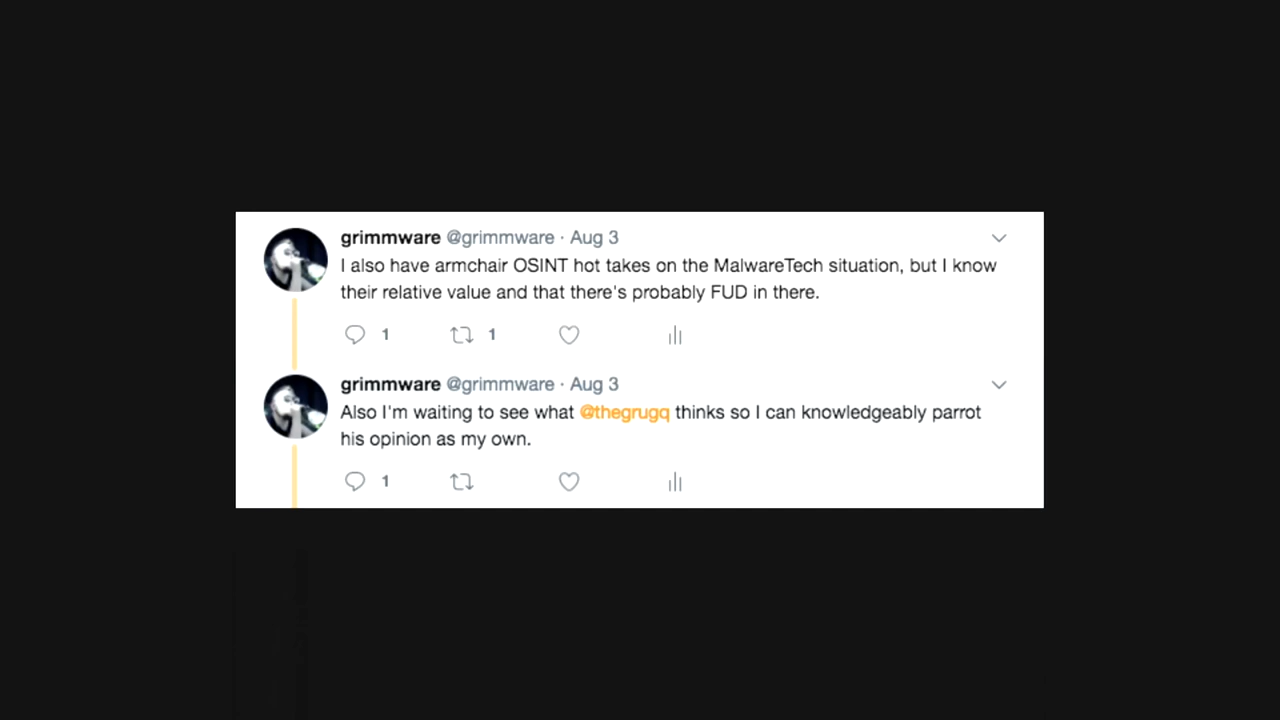 grimmware @grimmware · Aug 3
I also have armchair OSINT hot takes on the MalwareTech situation, but I know
their relative value and that there's probably FUD in there.
1 1
grimmware @grimmware · Aug 3
Also I'm waiting to see what @thegrugq thinks so I can knowledgeably parrot
his opinion as my own.
1